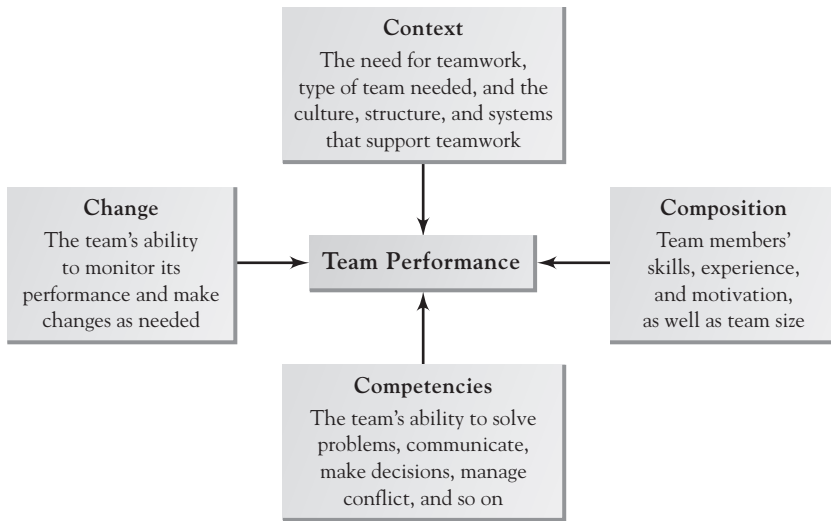 Context
The need for teamwork,
type of team needed, and the
culture, structure, and systems
that support teamwork
Change
The team's ability
to monitor its
performance and make
changes as needed
Team Performance
Composition
Team members'
skills, experience,
and motivation,
as well as team size
Competencies
The team's ability to solve
problems, communicate,
make decisions, manage
conflict, and so on